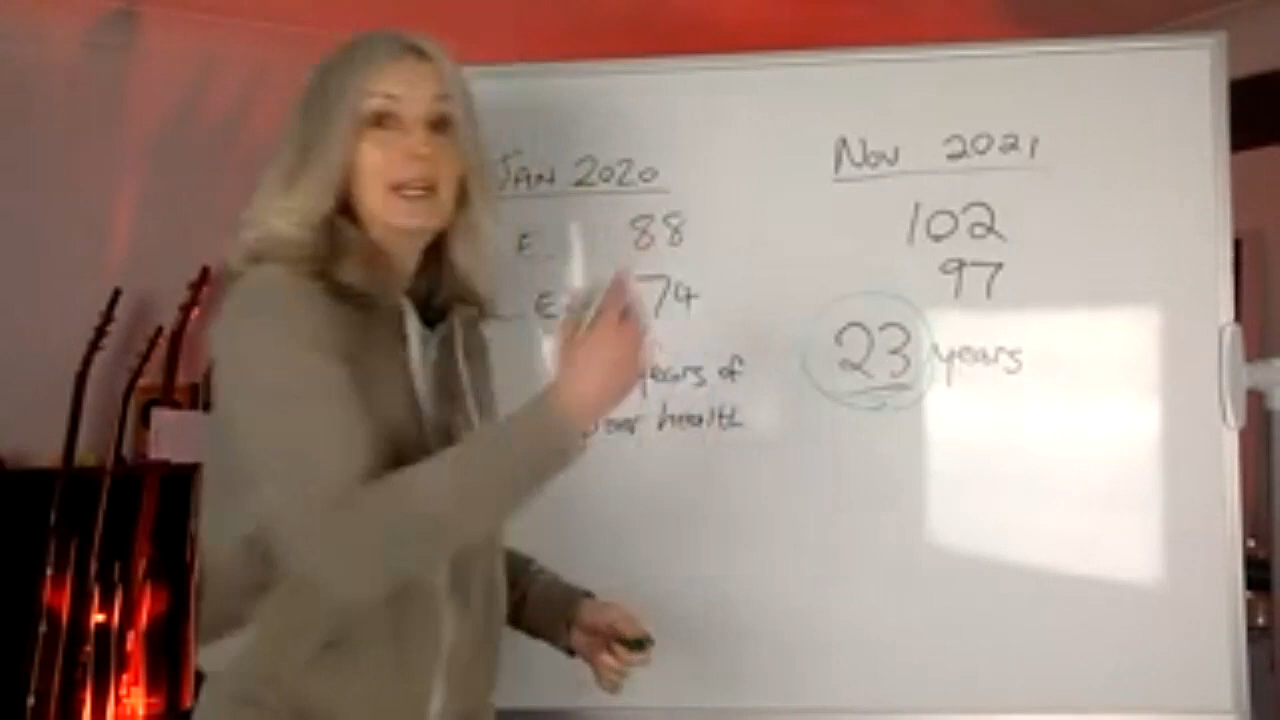 JAN 2020
E 88
E 74
years of
health
Nov 2021
102
97
23 years